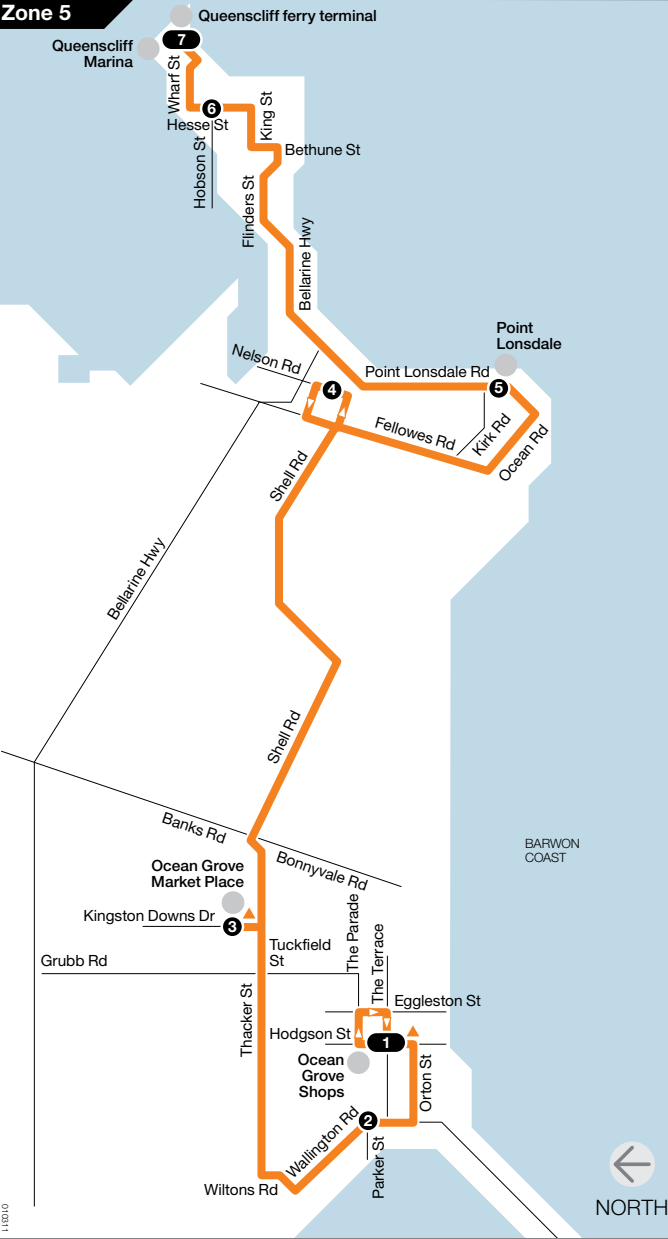 Zone 5
Queenscliff ferry terminal
Queenscliff
Marina
7
Wharf St
6
Hesse St
King St
Hobson St
Bethune St
Flinders St
Bellarine Hwy
Nelson Rd
4
Point
Lonsdale
Point Lonsdale Rd
5
Fellowes Rd
Kirk Rd
Ocean Rd
Shell Rd
Bellarine Hwy
Shell Rd
Banks Rd
Bonnyvale Rd
BARWON
COAST
Ocean Grove
Market Place
Kingston Downs Dr
3
Tuckfield
St
The Parade
The Terrace
Grubb Rd
Eggleston St
Thacker St
Hodgson St
1
Ocean
Grove
Shops
Orton St
Wallington Rd
2
Parker St
Wiltons Rd
NORTH
010311